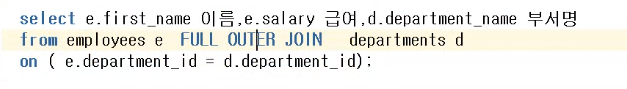 select e.first_name 이름,e.salary 급여,d.department_name 부서명
from employees e  FULL OUTER JOIN   departments d
on ( e.department_id = d.department_id);